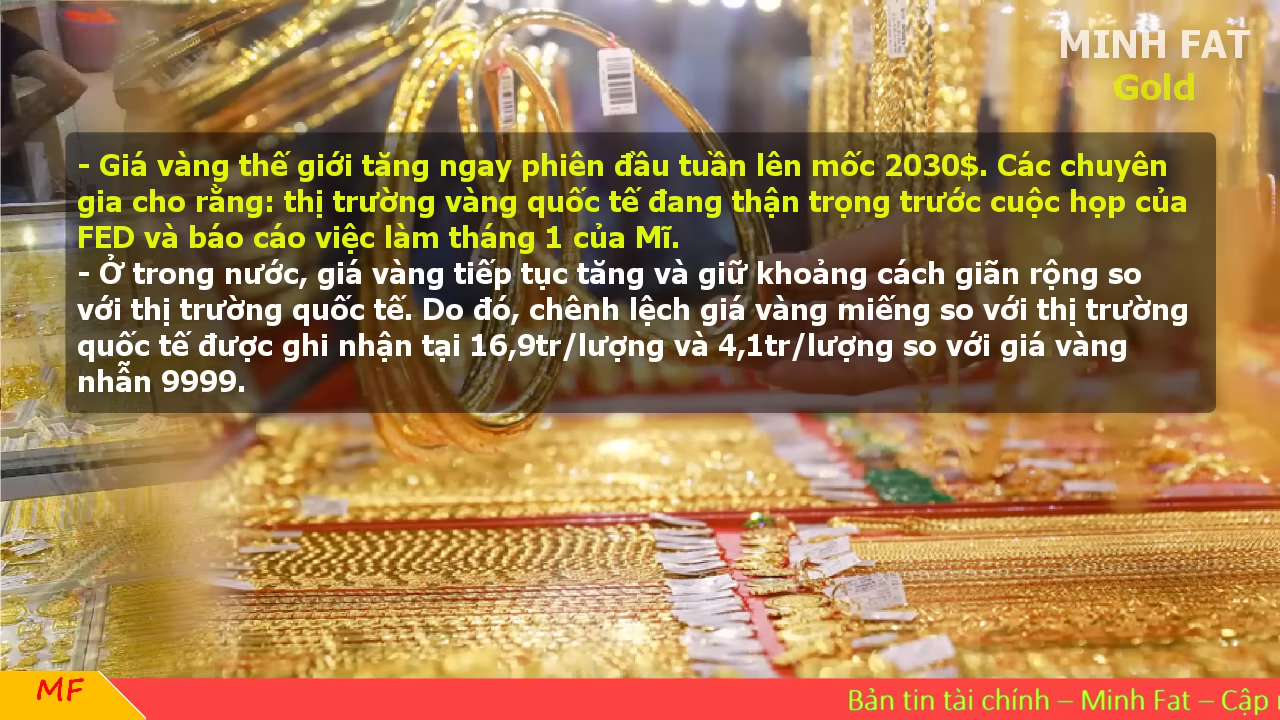 MINH FAT
Gold
- Giá vàng thế giới tăng ngay phiên đầu tuần lên mốc 2030$. Các chuyên
gia cho rằng: thị trường vàng quốc tế đang thận trọng trước cuộc họp của
FED và báo cáo việc làm tháng 1 của Mĩ.
- Ở trong nước, giá vàng tiếp tục tăng và giữ khoảng cách giãn rộng so
với thị trường quốc tế. Do đó, chênh lệch giá vàng miếng so với thị trường
quốc tế được ghi nhận tại 16,9tr/lượng và 4,1tr/lượng so với giá vàng
nhẫn 9999.
MF
Bản tin tài chính – Minh Fat – Cập